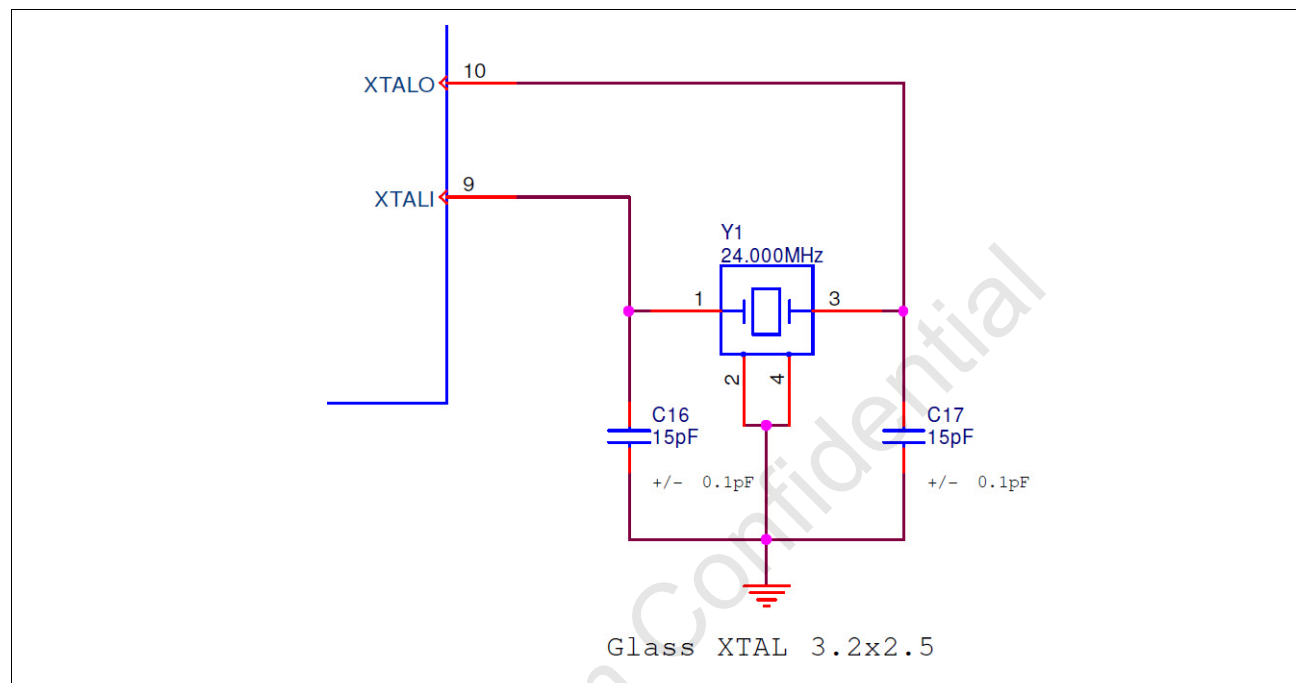 XTALO
10
XTALI
9
Y1
24.000MHz
1
3
2
4
C16
15pF
+/- 0.1pF
C17
15pF
+/- 0.1pF
Confidential
Glass XTAL 3.2x2.5